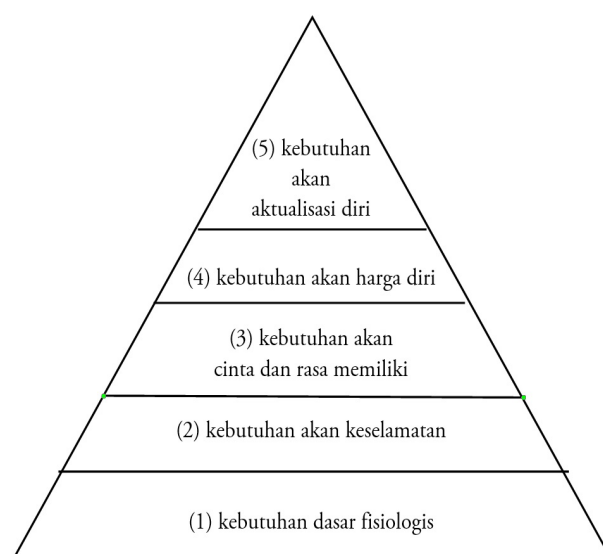 (5) kebutuhan
akan
aktualisasi diri
(4) kebutuhan akan harga diri
(3) kebutuhan akan
cinta dan rasa memiliki
(2) kebutuhan akan keselamatan
(1) kebutuhan dasar fisiologis